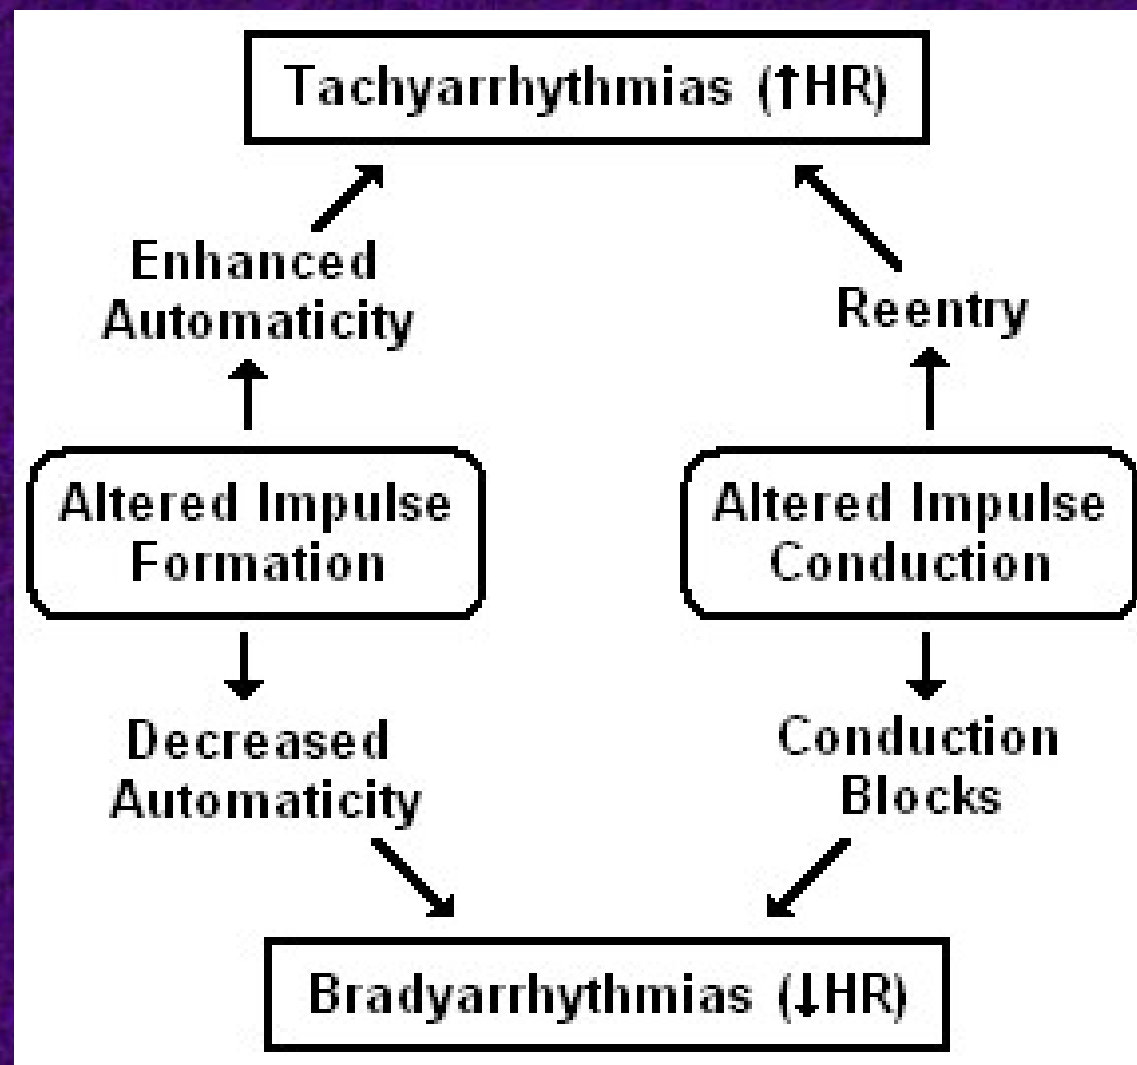 Tachyarrhythmias (↑HR)
Enhanced
Automaticity
Reentry
Altered Impulse
Formation
Altered Impulse
Conduction
Decreased
Automaticity
Conduction
Blocks
Bradyarrhythmias (↓HR)